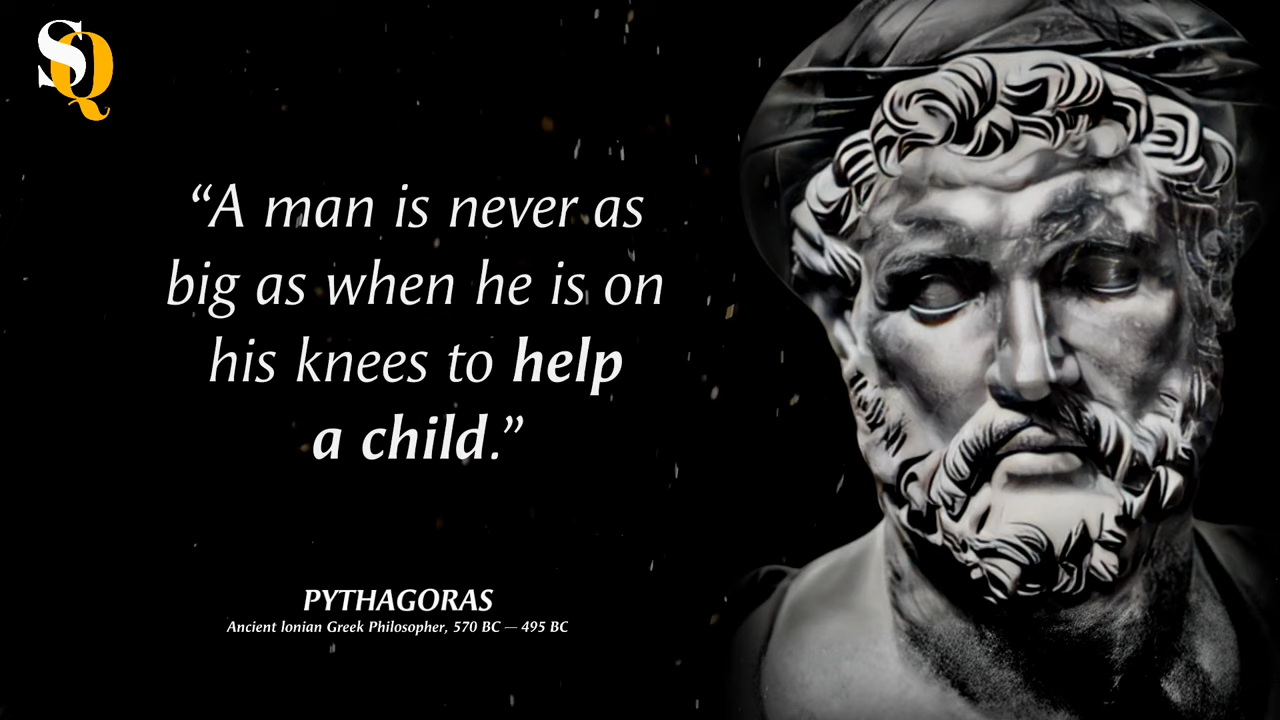 SQ
“A man is never as
big as when he is on
his knees to help
a child.”
PYTHAGORAS
Ancient Ionian Greek Philosopher, 570 BC — 495 BC